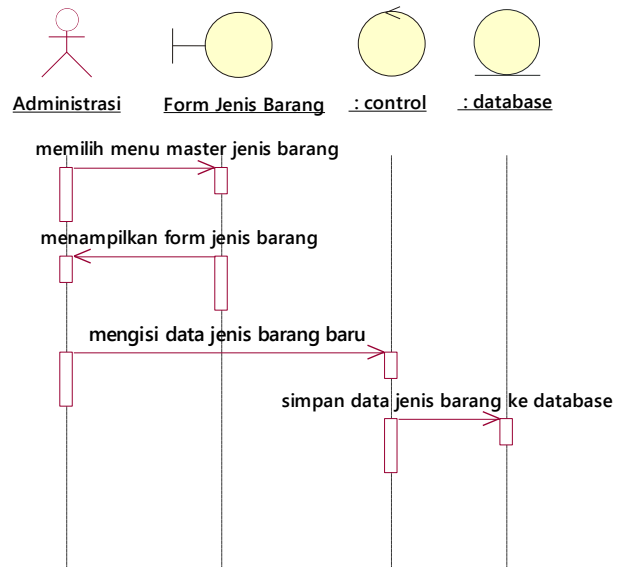 Administrasi
Form Jenis Barang
: control
: database
memilih menu master jenis barang
menampilkan form jenis barang
mengisi data jenis barang baru
simpan data jenis barang ke database